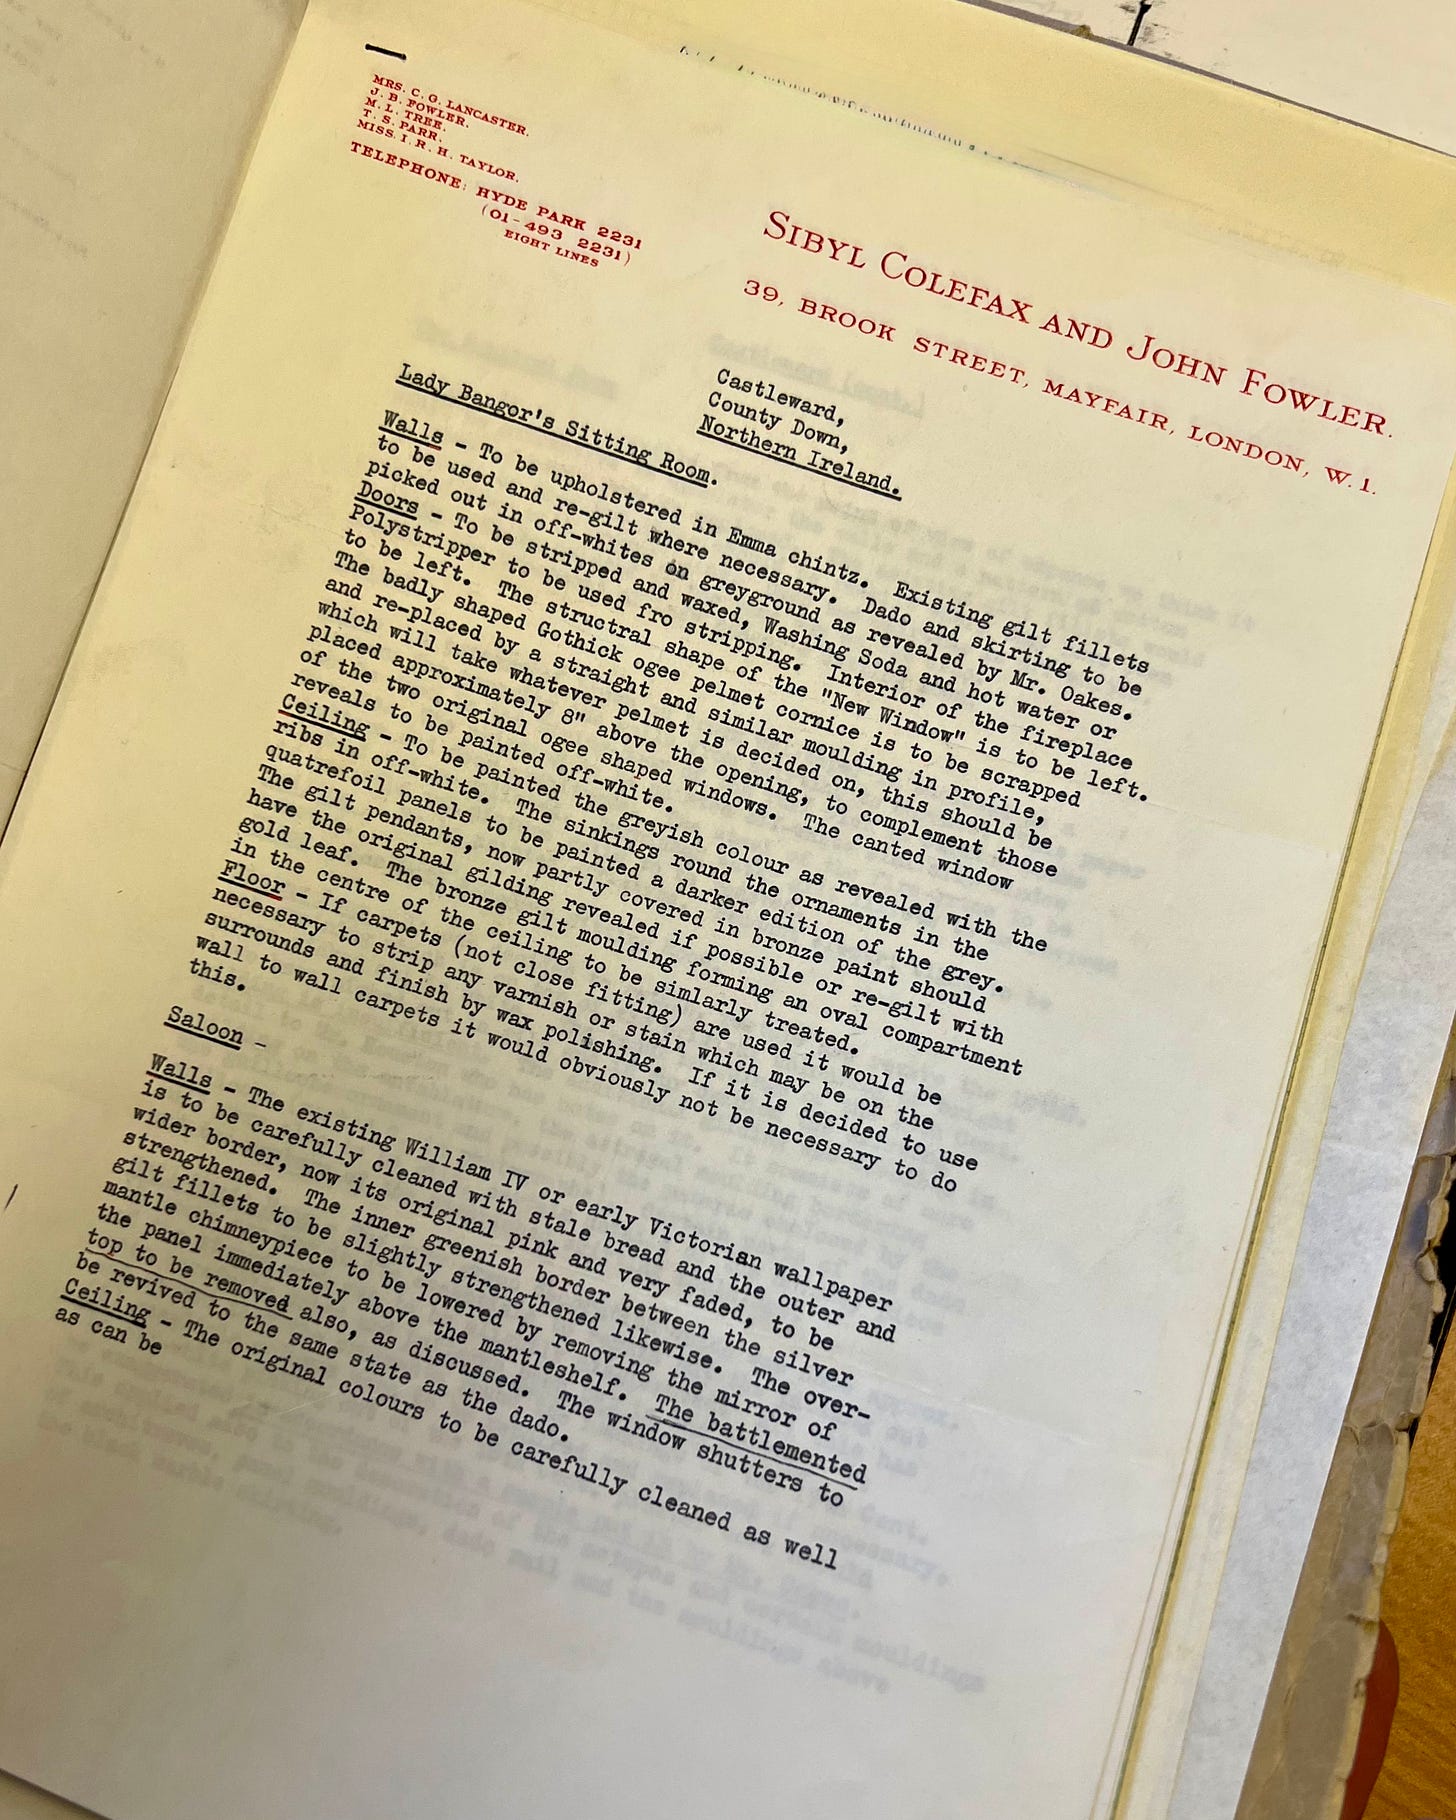 MRS. C. G. LANCASTER.
J. B. FOWLER.
M. L. TREE.
T. S. PARR.
MISS. I. R. H. TAYLOR.
TELEPHONE: HYDE PARK 2231
(01-493 2231)
EIGHT LINES
SIBYL COLEFAX AND JOHN FOWLER.
39, BROOK STREET, MAYFAIR, LONDON, W.1.
Castleward,
County Down,
Northern Ireland.
Lady Bangor's Sitting Room.
Walls - To be upholstered in Emma chintz. Existing gilt fillets
to be used and re-gilt where necessary. Dado and skirting to be
picked out in off-whites on greyground as revealed by Mr. Oakes.
Doors - To be stripped and waxed, Washing Soda and hot water or
Polystripper to be used fro stripping. Interior of the fireplace
to be left. The structral shape of the "New Window" is to be left.
The badly shaped Gothick ogee pelmet cornice is to be scrapped
and re-placed by a straight and similar moulding in profile,
which will take whatever pelmet is decided on, this should be
placed approximately 8" above the opening, to complement those
of the two original ogee shaped windows. The canted window
reveals to be painted off-white.
Ceiling - To be painted the greyish colour as revealed with the
ribs in off-white. The sinkings round the ornaments in the
quatrefoil panels to be painted a darker edition of the grey.
The gilt pendants, now partly covered in bronze paint should
have the original gilding revealed if possible or re-gilt with
gold leaf. The bronze gilt moulding forming an oval compartment
in the centre of the ceiling to be simlarly treated.
Floor - If carpets (not close fitting) are used it would be
necessary to strip any varnish or stain which may be on the
surrounds and finish by wax polishing. If it is decided to use
wall to wall carpets it would obviously not be necessary to do
this.
Saloon -
Walls - The existing William IV or early Victorian wallpaper
is to be carefully cleaned with stale bread and the outer and
wider border, now its original pink and very faded, to be
strengthened. The inner greenish border between the silver
gilt fillets to be slightly strengthened likewise. The over-
mantle chimneypiece to be lowered by removing the mirror of
the panel immediately above the mantleshelf. The battlemented
top to be removed also, as discussed. The window shutters to
be revived to the same state as the dado.
Ceiling - The original colours to be carefully cleaned as well
as can be